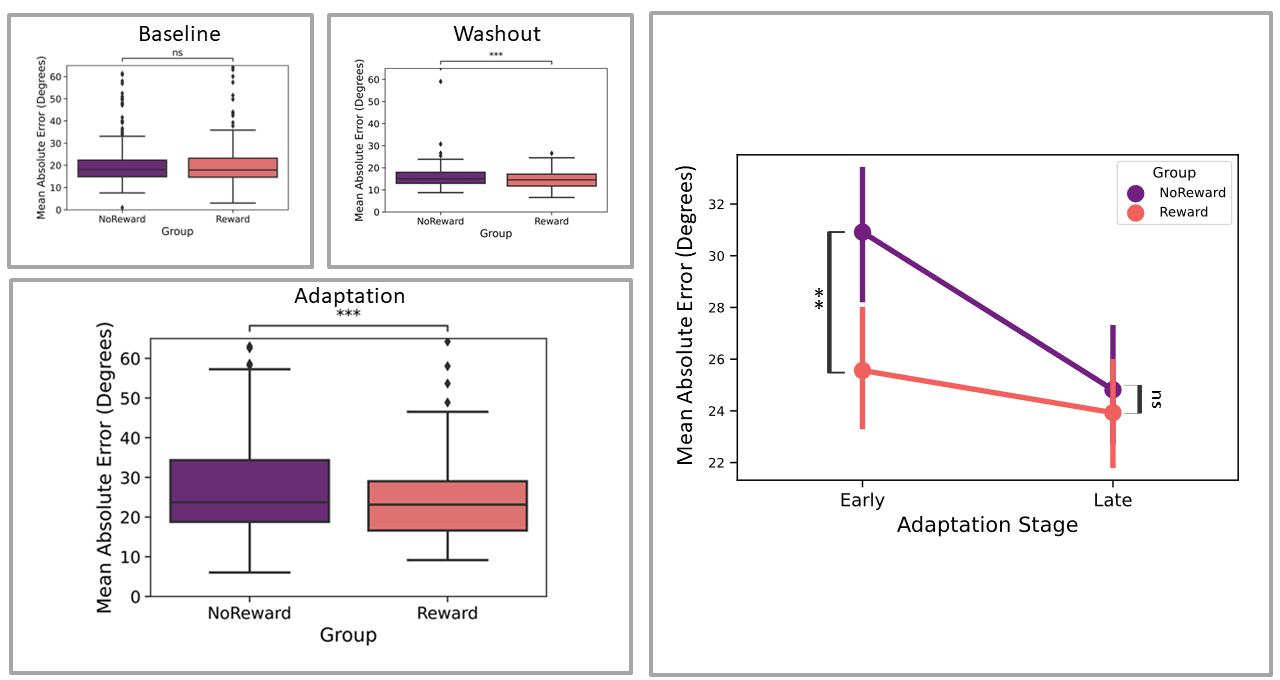 Baseline
ns
Mean Absolute Error (Degrees)
60
50
40
30
20
10
0
NoReward Reward
Group
Washout
***
Mean Absolute Error (Degrees)
60
50
40
30
20
10
0
NoReward Reward
Group
Adaptation
***
Mean Absolute Error (Degrees)
60
50
40
30
20
10
0
NoReward Reward
Group
Mean Absolute Error (Degrees)
32
30
28
26
24
22
Group
NoReward
Reward
**
ns
Early Late
Adaptation Stage